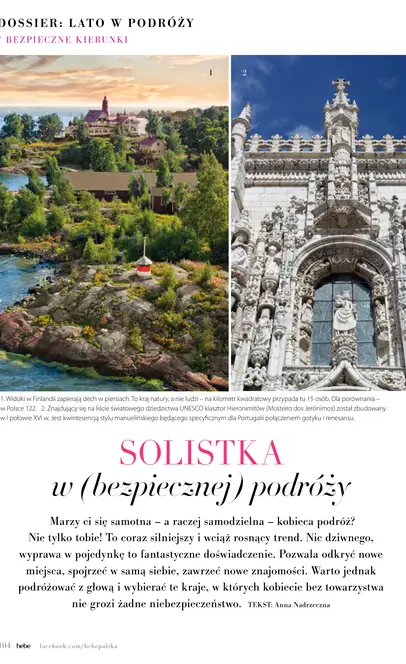 DOSSIER: LATO W PODRÓŻY
/ BEZPIECZNE KIERUNKI
1
2
1. Widoki w Finlandii zapierają dech w piersiach. To kraj natury, a nie ludzi – na kilometr kwadratowy przypada tu 15 osób. Dla porównania –
w Polsce 122. 2. Znajdujący się na liście światowego dziedzictwa UNESCO klasztor Hieronimitów (Mosteiro dos Jerónimos) został zbudowany
w I połowie XVI w. Jest kwintesencją stylu manuelińskiego będącego specyficznym dla Portugalii połączeniem gotyku i renesansu.
SOLISTKA
w (bezpiecznej) podróży
Marzy ci się samotna – a raczej samodzielna – kobieca podróż?
Nie tylko tobie! To coraz silniejszy i wciąż rosnący trend. Nic dziwnego,
wyprawa w pojedynkę to fantastyczne doświadczenie. Pozwala odkryć nowe
miejsca, spojrzeć w samą siebie, zawrzeć nowe znajomości. Warto jednak
podróżować z głową i wybierać te kraje, w których kobiecie bez towarzystwa
nie grozi żadne niebezpieczeństwo. TEKST: Anna Nadrzeczna
104 hebe facebook.com/hebepolska